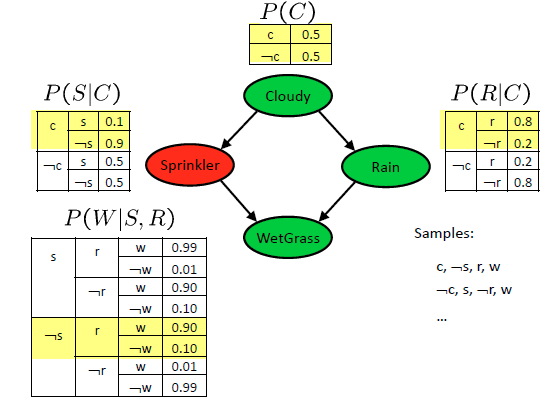 P(C)
c 0.5
¬c 0.5
Cloudy
P(S|C)
c s 0.1
¬s 0.9
¬c s 0.5
¬s 0.5
P(R|C)
c r 0.8
¬r 0.2
¬c r 0.2
¬r 0.8
Sprinkler
Rain
WetGrass
P(W|S, R)
s r w 0.99
¬w 0.01
¬r w 0.90
¬w 0.10
¬s r w 0.90
¬w 0.10
¬r w 0.01
¬w 0.99
Samples:
c, ¬s, r, w
¬c, s, ¬r, w
...